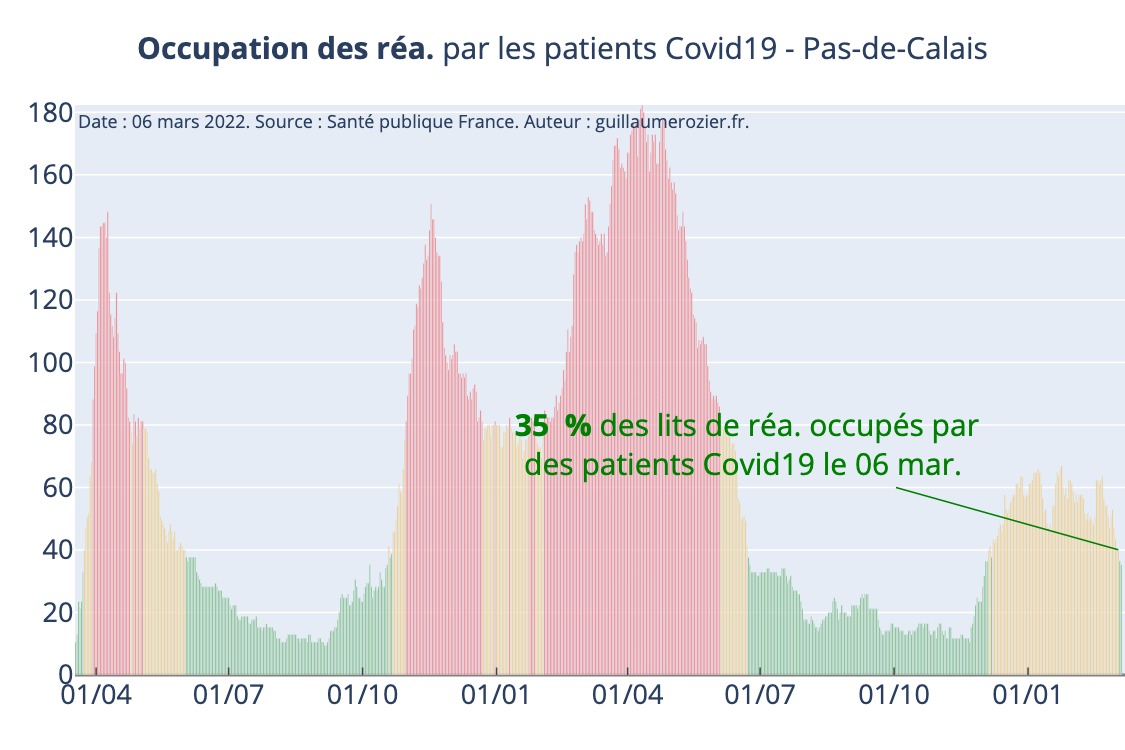 Occupation des réa. par les patients Covid19 - Pas-de-Calais
180
Date : 06 mars 2022. Source : Santé publique France. Auteur : guillaumerozier.fr.
160
140
120
100
80
35 % des lits de réa. occupés par
des patients Covid19 le 06 mar.
60
40
20
0
01/04 01/07 01/10 01/01 01/04 01/07 01/10 01/01